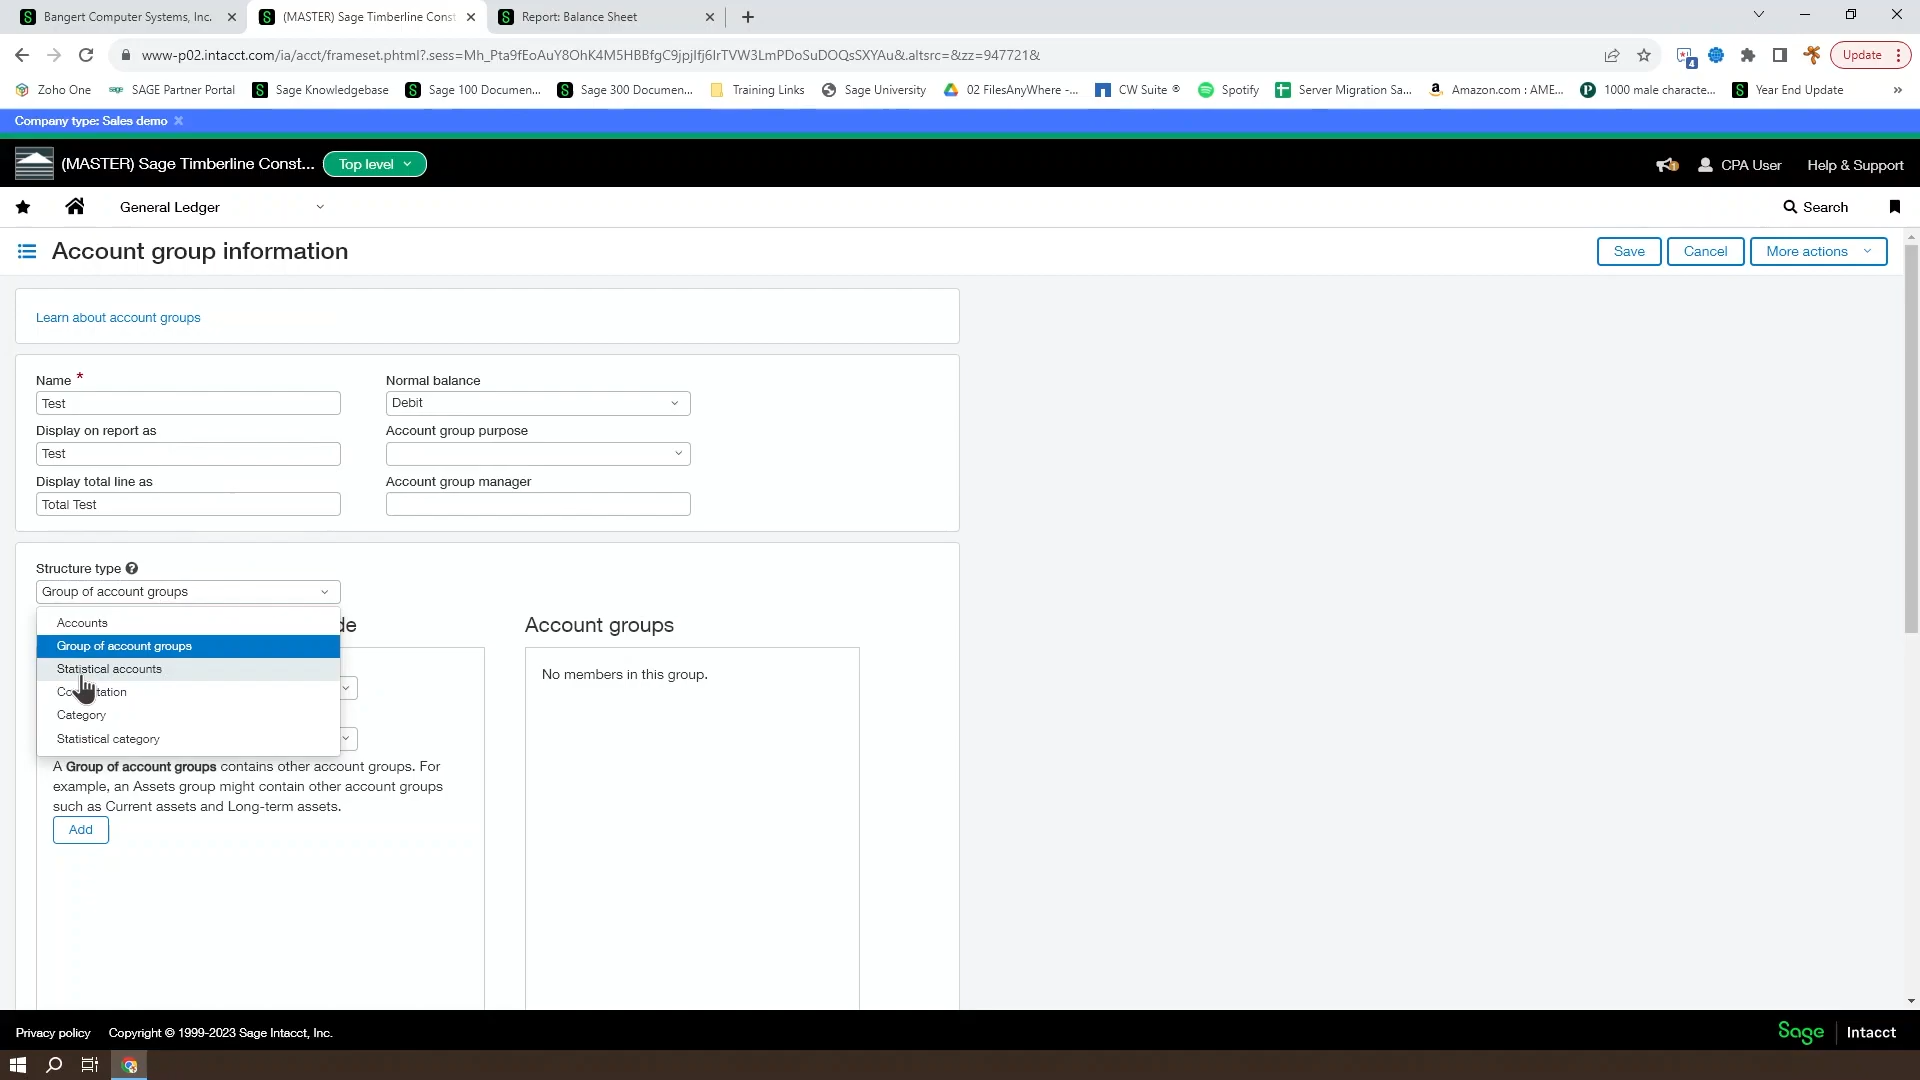 Bangert Computer Systems, Inc.
(MASTER) Sage Timberline Const
Report: Balance Sheet
www-p02.intacct.com/ia/acct/frameset.phtml?.sess=Mh_Pta9fEoAuY8OhK4M5HBBfgC9jpjIfj6IrTVW3LmPDoSuDOQsSXYAu&.altsrc=&zz=947721&
4
Update
Zoho One
SAGE Partner Portal
Sage Knowledgebase
Sage 100 Documen...
Sage 300 Documen...
Training Links
Sage University
02 FilesAnyWhere -...
CW Suite ®
Spotify
Server Migration Sa...
Amazon.com : AME...
1000 male characte...
Year End Update
»
Company type: Sales demo
(MASTER) Sage Timberline Const...
Top level
1
CPA User
Help & Support
General Ledger
Search
Account group information
Save
Cancel
More actions
Learn about account groups
Name *
Normal balance
Test
Debit
Display on report as
Account group purpose
Test
Display total line as
Account group manager
Total Test
Structure type
Group of account groups
Accounts
de
Account groups
Group of account groups
Statistical accounts
No members in this group.
Co tation
Category
Statistical category
A Group of account groups contains other account groups. For
example, an Assets group might contain other account groups
such as Current assets and Long-term assets.
Add
Privacy policy
Copyright © 1999-2023 Sage Intacct, Inc.
Sage
Intacct